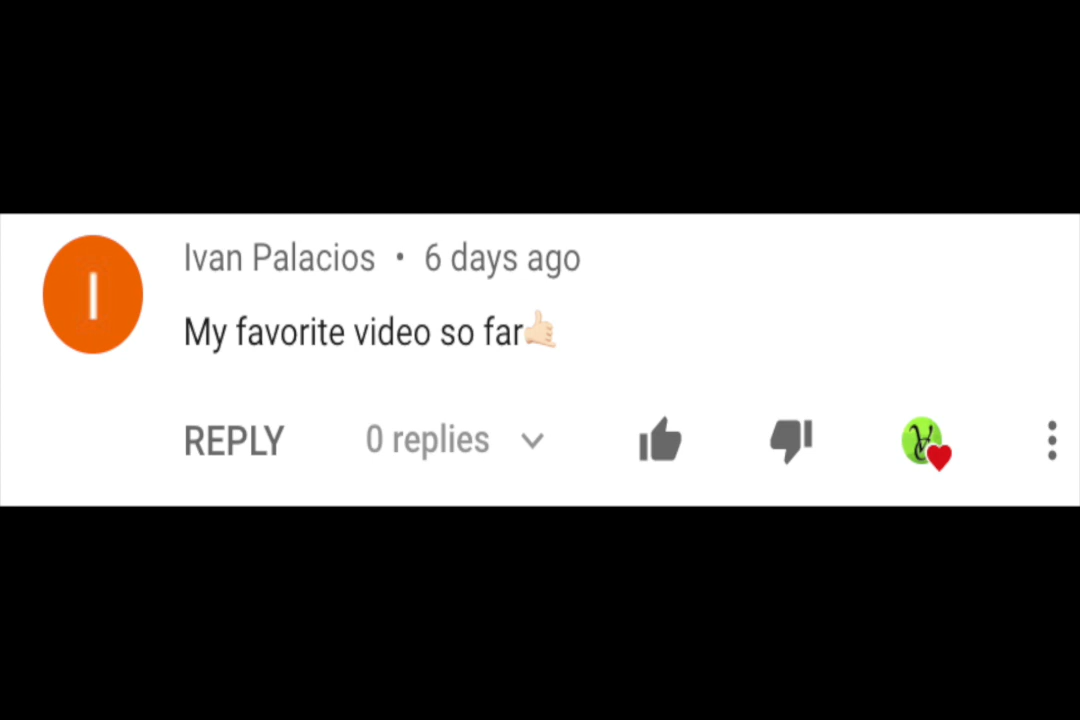 I
Ivan Palacios • 6 days ago
My favorite video so far🤙🏻
REPLY 0 replies